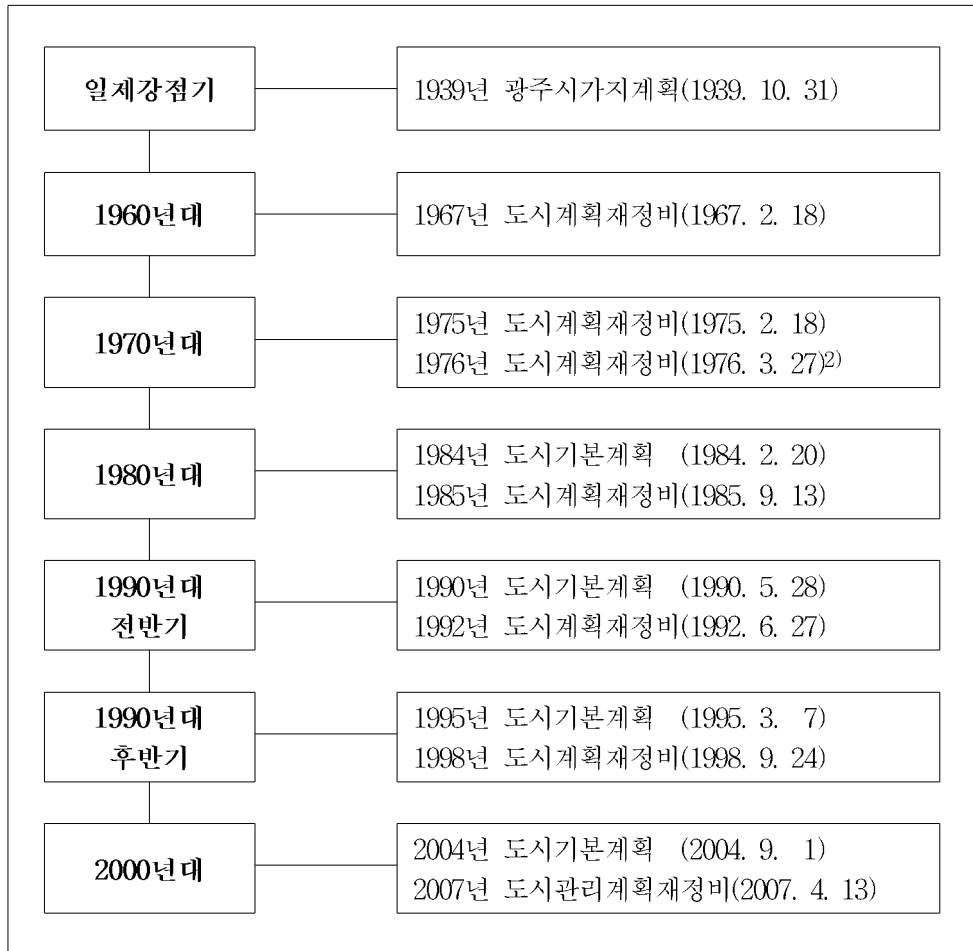 일제강점기
1939년 광주시가지계획(1939. 10. 31)
1960년대
1967년 도시계획재정비(1967. 2. 18)
1970년대
1975년 도시계획재정비(1975. 2. 18)
1976년 도시계획재정비(1976. 3. 27)2)
1980년대
1984년 도시기본계획 (1984. 2. 20)
1985년 도시계획재정비(1985. 9. 13)
1990년대
전반기
1990년 도시기본계획 (1990. 5. 28)
1992년 도시계획재정비(1992. 6. 27)
1990년대
후반기
1995년 도시기본계획 (1995. 3. 7)
1998년 도시계획재정비(1998. 9. 24)
2000년대
2004년 도시기본계획 (2004. 9. 1)
2007년 도시관리계획재정비(2007. 4. 13)